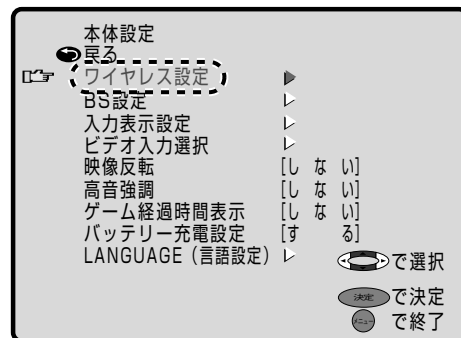 本体設定
戻る
ワイヤレス設定
BS設定
入力表示設定
ビデオ入力選択
映像反転 [しない]
高音強調 [しない]
ゲーム経過時間表示 [しない]
バッテリー充電設定 [する]
LANGUAGE（言語設定）
で選択
決定 で決定
メニュー で終了